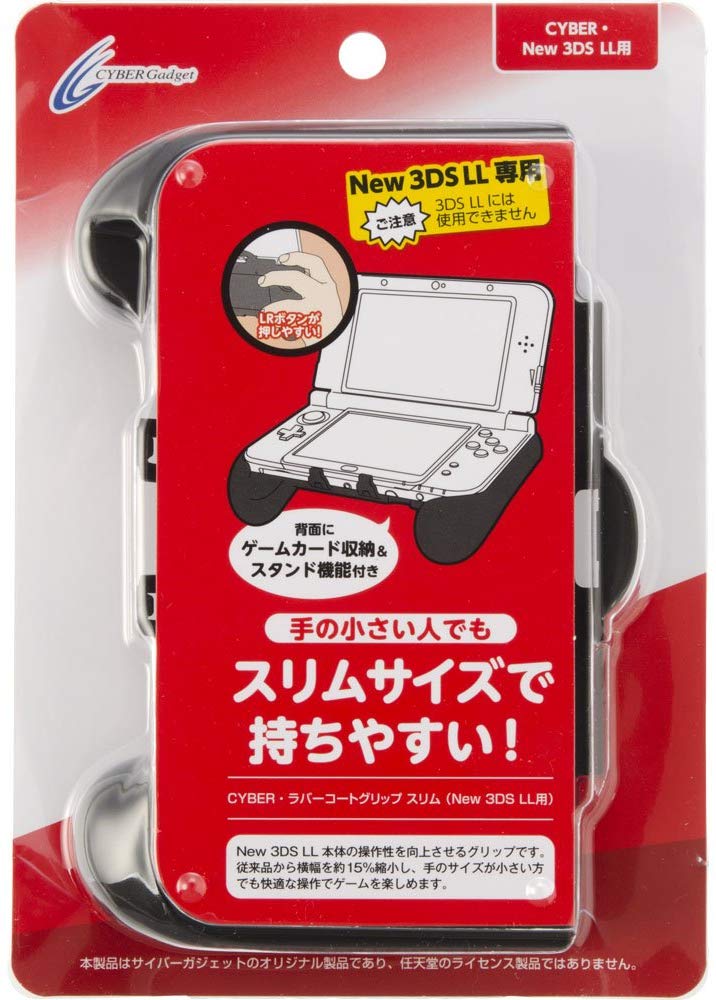 CYBER Gadget
CYBER・
New 3DS LL用
New 3DS LL 専用
ご注意
3DS LL には
使用できません
LRボタンが
押しやすい!
背面に
ゲームカード収納&
スタンド機能付き
手の小さい人でも
スリムサイズで
持ちやすい!
CYBER・ラバーコートグリップ スリム（New 3DS LL用）
New 3DS LL 本体の操作性を向上させるグリップです。
従来品から横幅を約15%縮小し、手のサイズが小さい方
でも快適な操作でゲームを楽しめます。
本製品はサイバーガジェットのオリジナル製品であり、任天堂のライセンス製品ではありません。